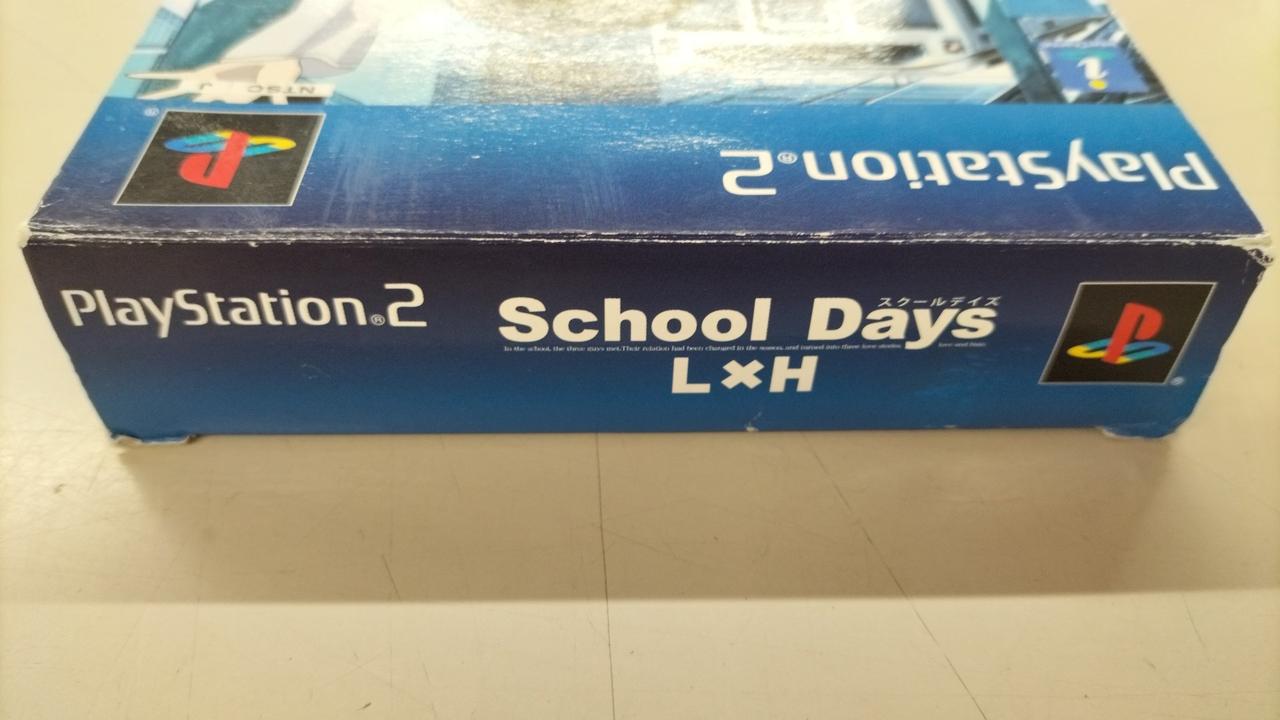 NTSC J
i
PlayStation®2
PlayStation®2
スクールデイズ
School Days
In the school, the three guys met.Their relation had been changed in the season, and turned into three love stories. love and hate.
L×H